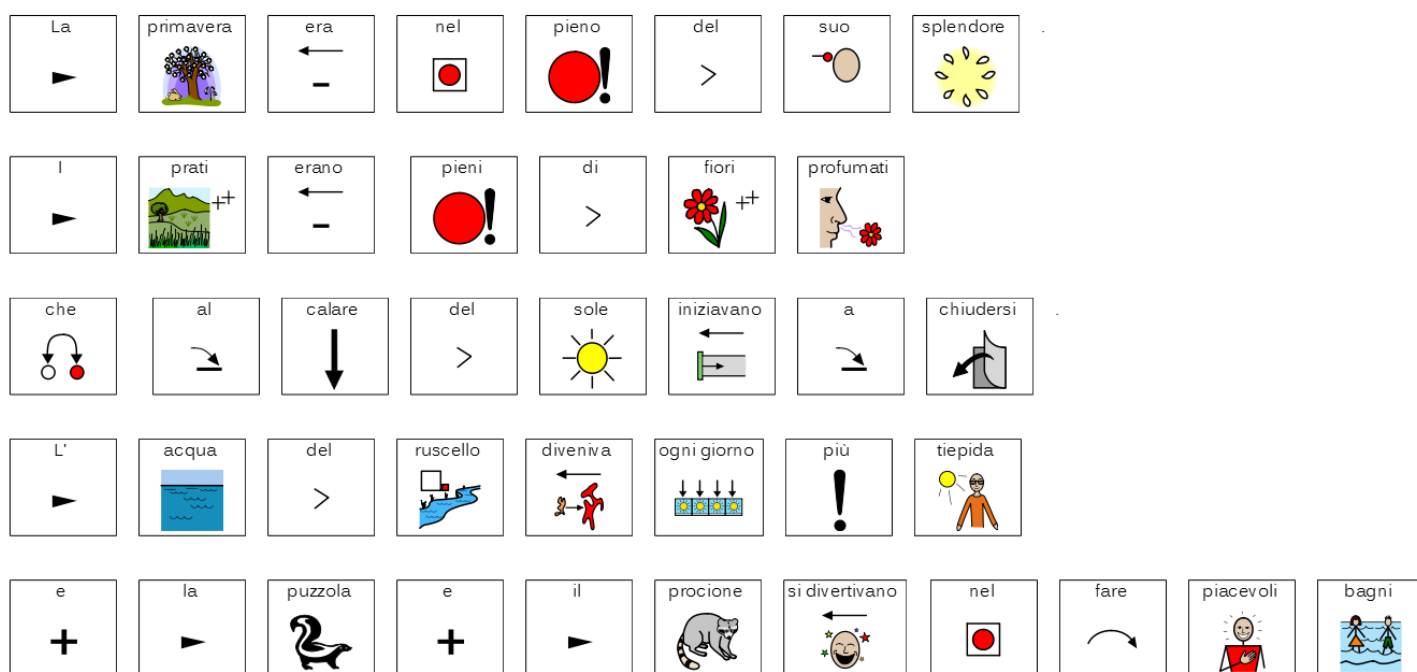 La primavera era nel pieno del suo splendore .
I prati erano pieni di fiori profumati
che al calare del sole iniziavano a chiudersi .
L' acqua del ruscello diveniva ogni giorno più tiepida
e la puzzola e il procione si divertivano nel fare piacevoli bagni